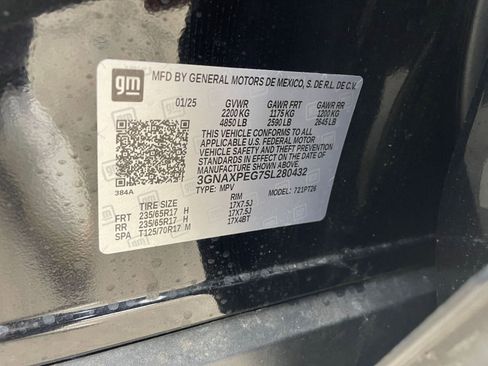 gm
MFD BY GENERAL MOTORS DE MEXICO, S. DE R.L. DE C.V.
01/25 GVWR GAWR FRT GAWR RR
2200 KG 1175 KG 1200 KG
4850 LB 2590 LB 2645 LB
THIS VEHICLE CONFORMS TO ALL
APPLICABLE U.S. FEDERAL MOTOR
VEHICLE SAFETY AND THEFT
PREVENTION STANDARDS IN EFFECT
ON THE DATE OF MANUFACTURE
SHOWN ABOVE.
3GNAXPEG7SL280432
384A TYPE: MPV MODEL: 721PT26
TIRE SIZE RIM
FRT 235/65R17 H 17X7.5J
RR 235/65R17 H 17X7.5J
SPA T125/70R17 M 17X4BT